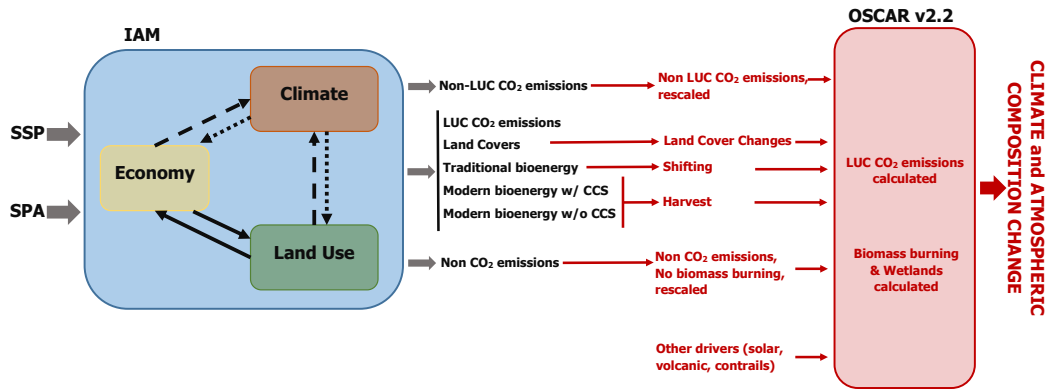 IAM
OSCAR v2.2
SSP
SPA
Climate
Economy
Land Use
Non-LUC CO₂ emissions
LUC CO₂ emissions
Land Covers
Traditional bioenergy
Modern bioenergy w/ CCS
Modern bioenergy w/o CCS
Non CO₂ emissions
Non LUC CO₂ emissions,
rescaled
Land Cover Changes
Shifting
Harvest
Non CO₂ emissions,
No biomass burning,
rescaled
Other drivers (solar,
volcanic, contrails)
LUC CO₂ emissions
calculated
Biomass burning
& Wetlands
calculated
CLIMATE and ATMOSPHERIC
COMPOSITION CHANGE